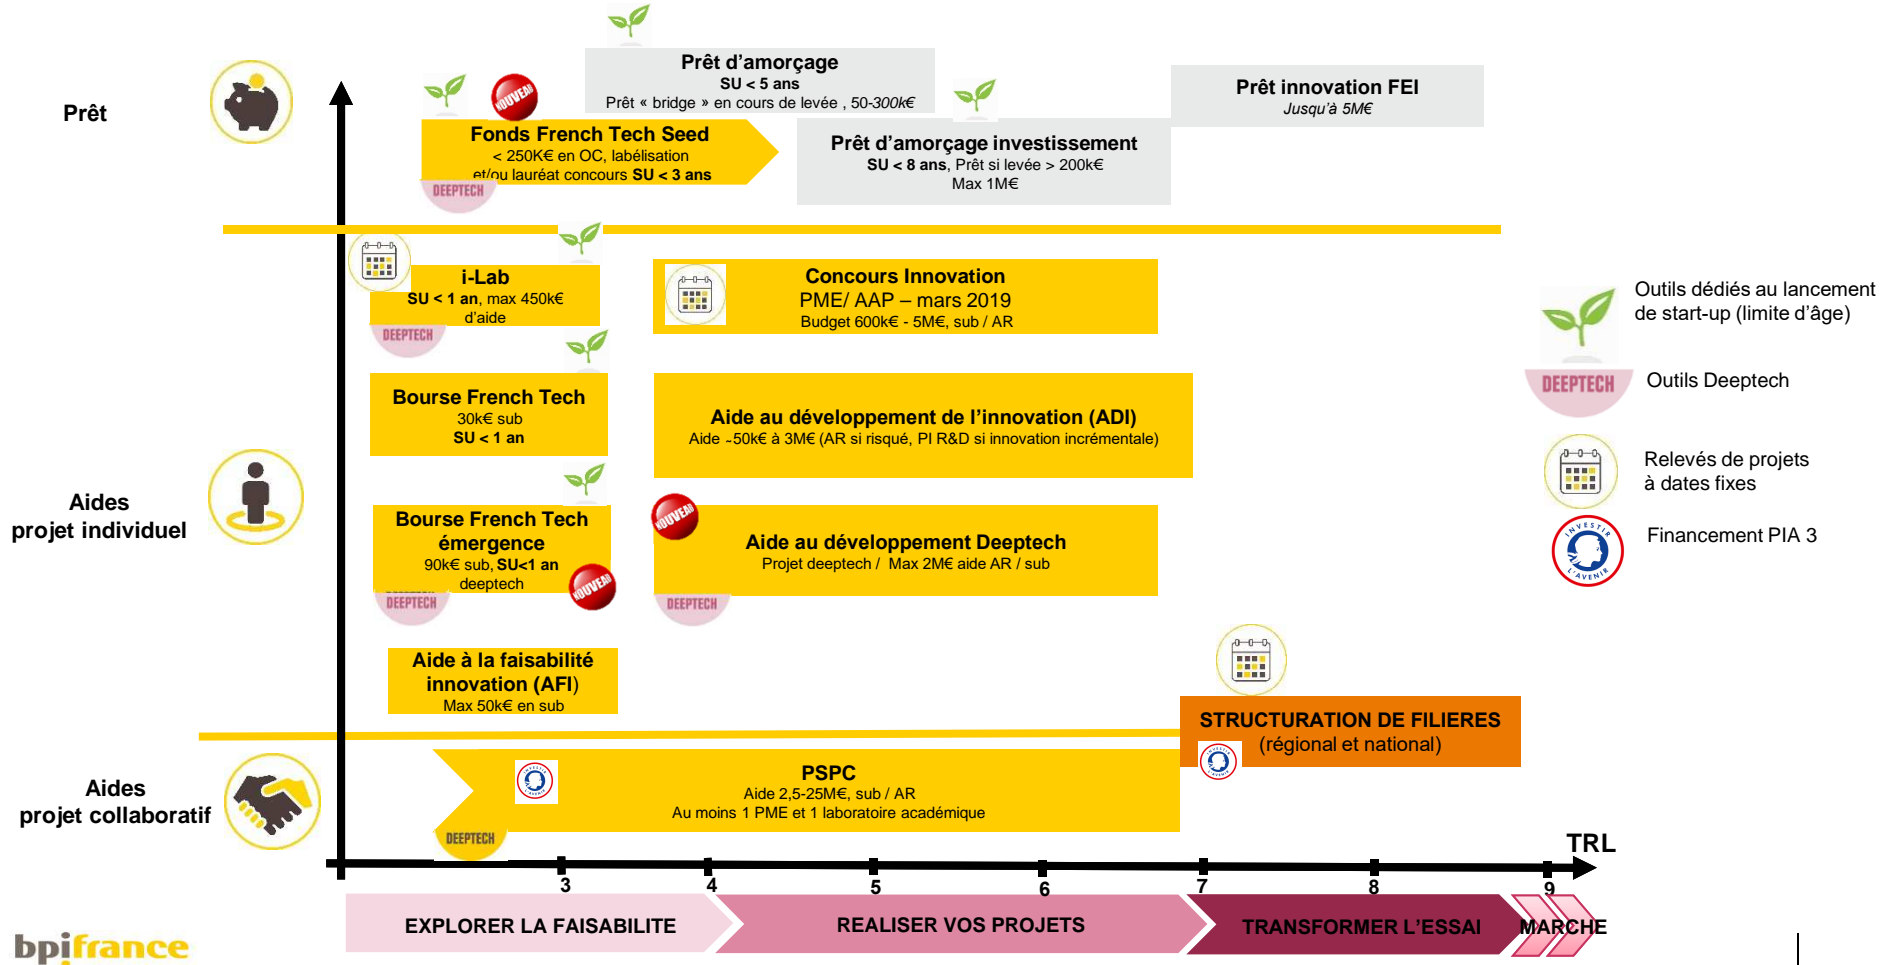 Prêt
NOUVEAU
Prêt d'amorçage
SU < 5 ans
Prêt « bridge » en cours de levée , 50-300k€
Fonds French Tech Seed
< 250K€ en OC, labélisation
et/ou lauréat concours SU < 3 ans
DEEPTECH
Prêt d'amorçage investissement
SU < 8 ans, Prêt si levée > 200k€
Max 1M€
Prêt innovation FEI
Jusqu'à 5M€
Aides
projet individuel
i-Lab
SU < 1 an, max 450k€
d'aide
DEEPTECH
Concours Innovation
PME/ AAP – mars 2019
Budget 600k€ - 5M€, sub / AR
Bourse French Tech
30k€ sub
SU < 1 an
Aide au développement de l'innovation (ADI)
Aide ~50k€ à 3M€ (AR si risqué, PI R&D si innovation incrémentale)
Bourse French Tech
émergence
90k€ sub, SU<1 an
deeptech
NOUVEAU
DEEPTECH
NOUVEAU
Aide au développement Deeptech
Projet deeptech / Max 2M€ aide AR / sub
DEEPTECH
Aide à la faisabilité
innovation (AFI)
Max 50k€ en sub
Aides
projet collaboratif
PSPC
Aide 2,5-25M€, sub / AR
Au moins 1 PME et 1 laboratoire académique
DEEPTECH
STRUCTURATION DE FILIERES
(régional et national)
Outils dédiés au lancement
de start-up (limite d'âge)
DEEPTECH
Outils Deeptech
Relevés de projets
à dates fixes
INVESTIR
L'AVENIR
Financement PIA 3
TRL
3 4 5 6 7 8 9
EXPLORER LA FAISABILITE
REALISER VOS PROJETS
TRANSFORMER L'ESSAI
MARCHE
bpifrance